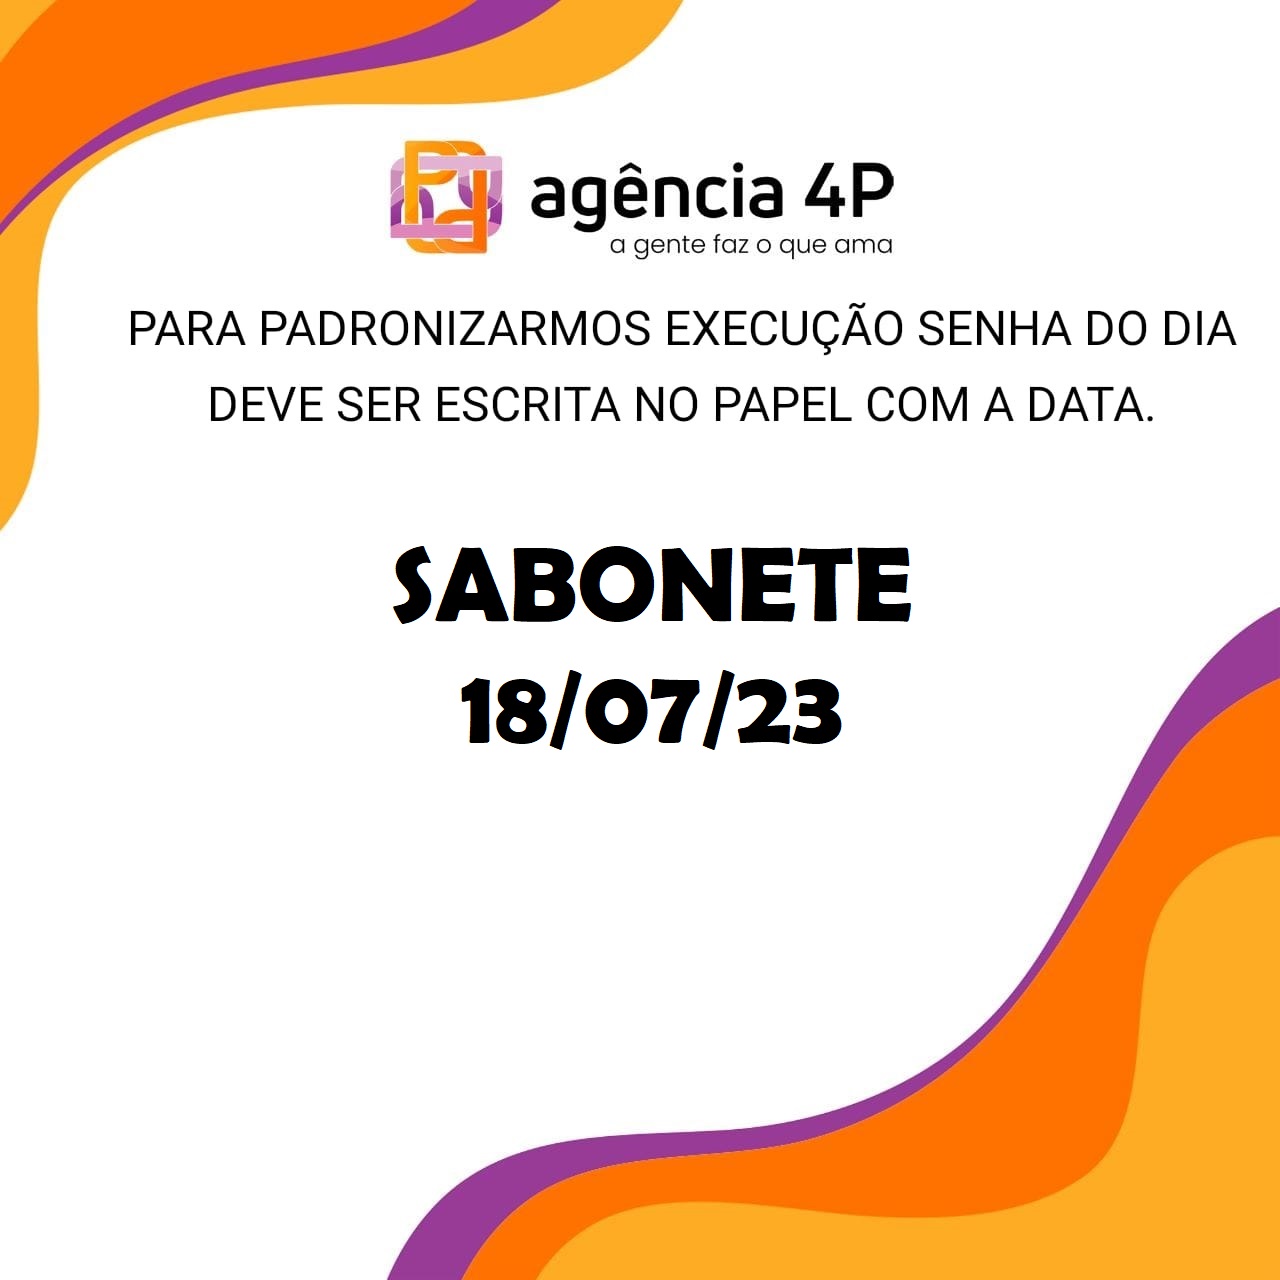 agência 4P
a gente faz o que ama
PARA PADRONIZARMOS EXECUÇÃO SENHA DO DIA
DEVE SER ESCRITA NO PAPEL COM A DATA.
SABONETE
18/07/23